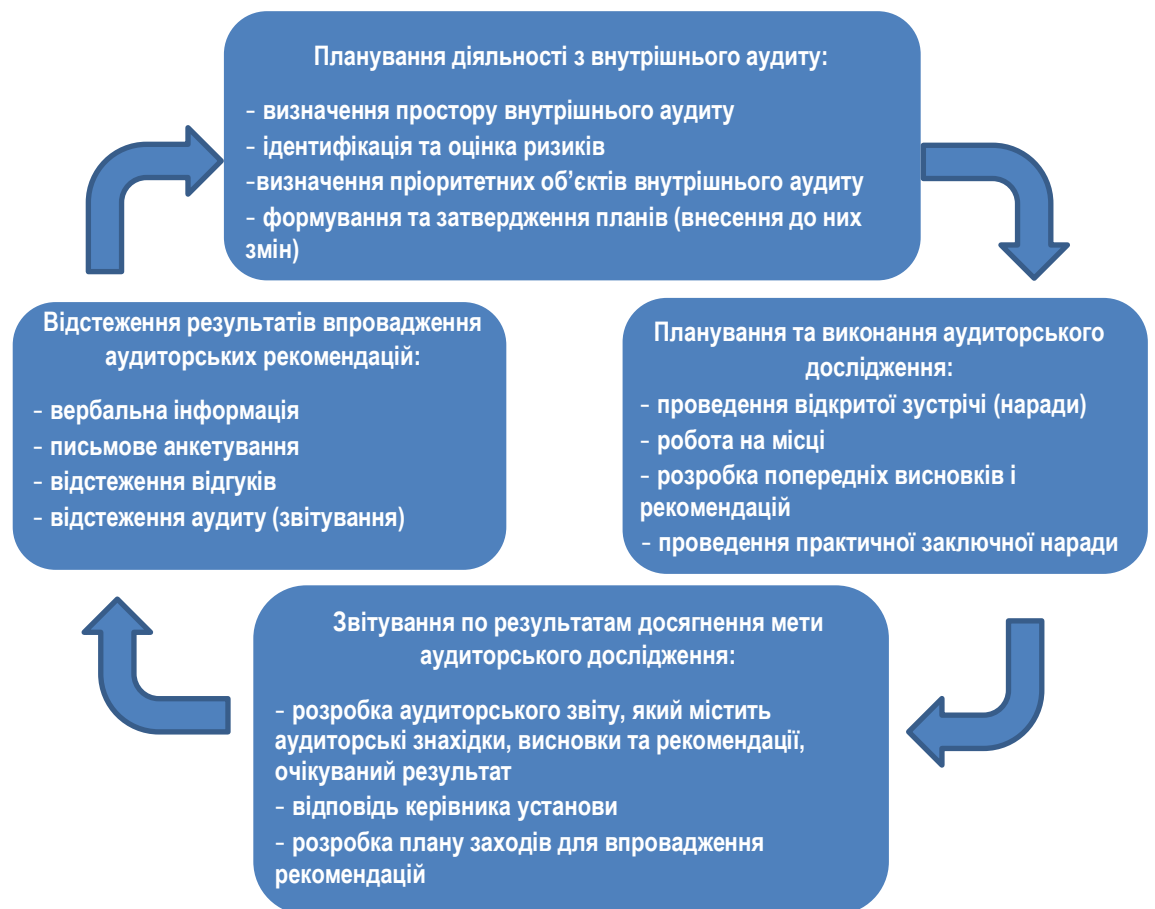 Планування діяльності з внутрішнього аудиту:
- визначення простору внутрішнього аудиту
- ідентифікація та оцінка ризиків
-визначення пріоритетних об’єктів внутрішнього аудиту
- формування та затвердження планів (внесення до них
змін)
Планування та виконання аудиторського
дослідження:
- проведення відкритої зустрічі (наради)
- робота на місці
- розробка попередніх висновків і
рекомендацій
- проведення практичної заключної наради
Звітування по результатам досягнення мети
аудиторського дослідження:
- розробка аудиторського звіту, який містить
аудиторські знахідки, висновки та рекомендації,
очікуваний результат
- відповідь керівника установи
- розробка плану заходів для впровадження
рекомендацій
Відстеження результатів впровадження
аудиторських рекомендацій:
- вербальна інформація
- письмове анкетування
- відстеження відгуків
- відстеження аудиту (звітування)